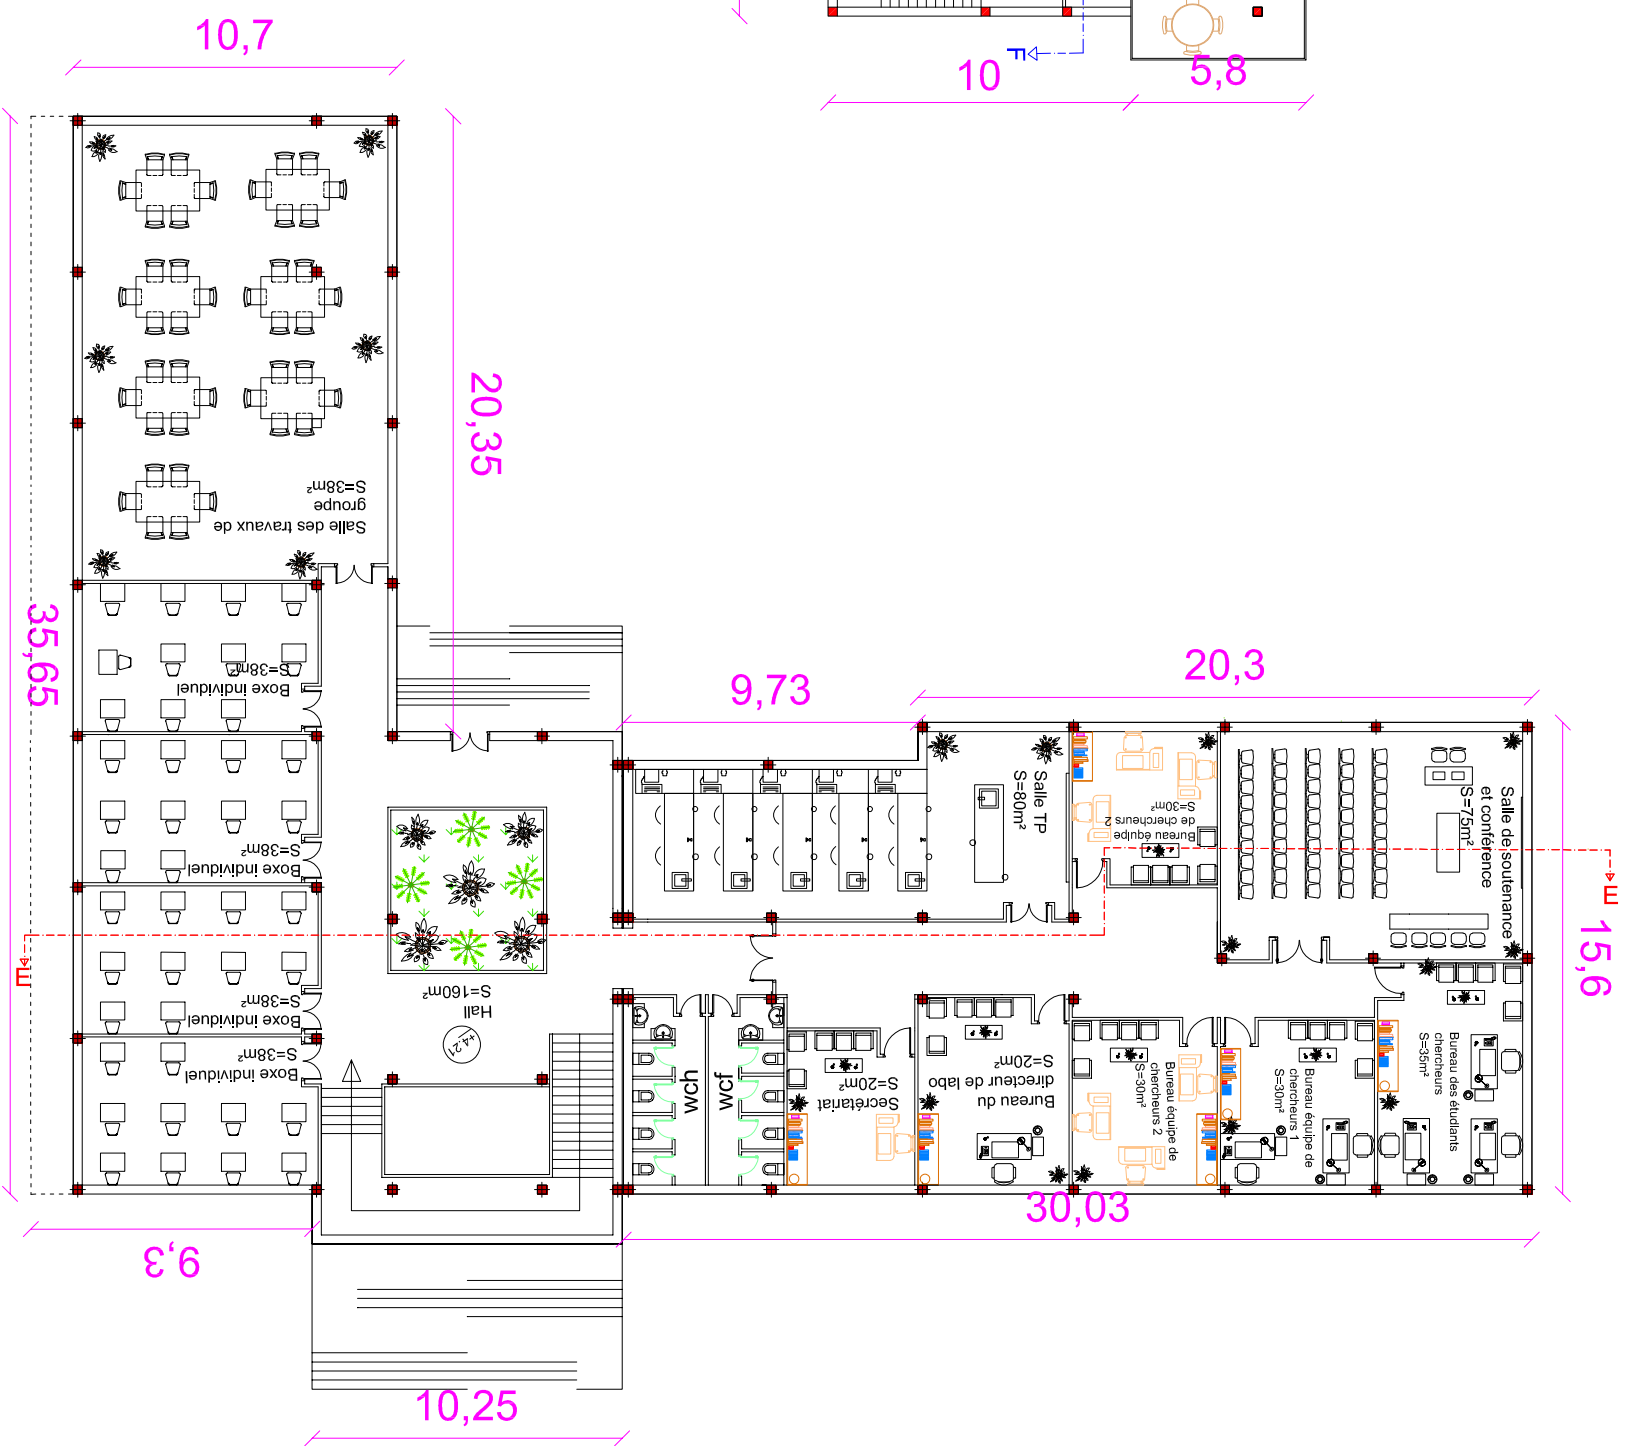 10,7
F
10
5,8
20,35
35,65
Salle des travaux de
groupe
S=38m²
Boxe individuel
S=38m²
Boxe individuel
S=38m²
Boxe individuel
S=38m²
Boxe individuel
S=38m²
Hall
S=160m²
+4.21
9,73
20,3
Salle TP
S=80m²
Bureau équipe
de chercheurs 2
S=30m²
Salle de soutenance
et conférence
S=75m²
E
E
15,6
wch
wcf
Secrétariat
S=20m²
Bureau du
directeur de labo
S=20m²
Bureau équipe de
chercheurs 2
S=30m²
Bureau équipe de
chercheurs 1
S=30m²
Bureau des étudiants
chercheurs
S=35m²
30,03
9,3
10,25